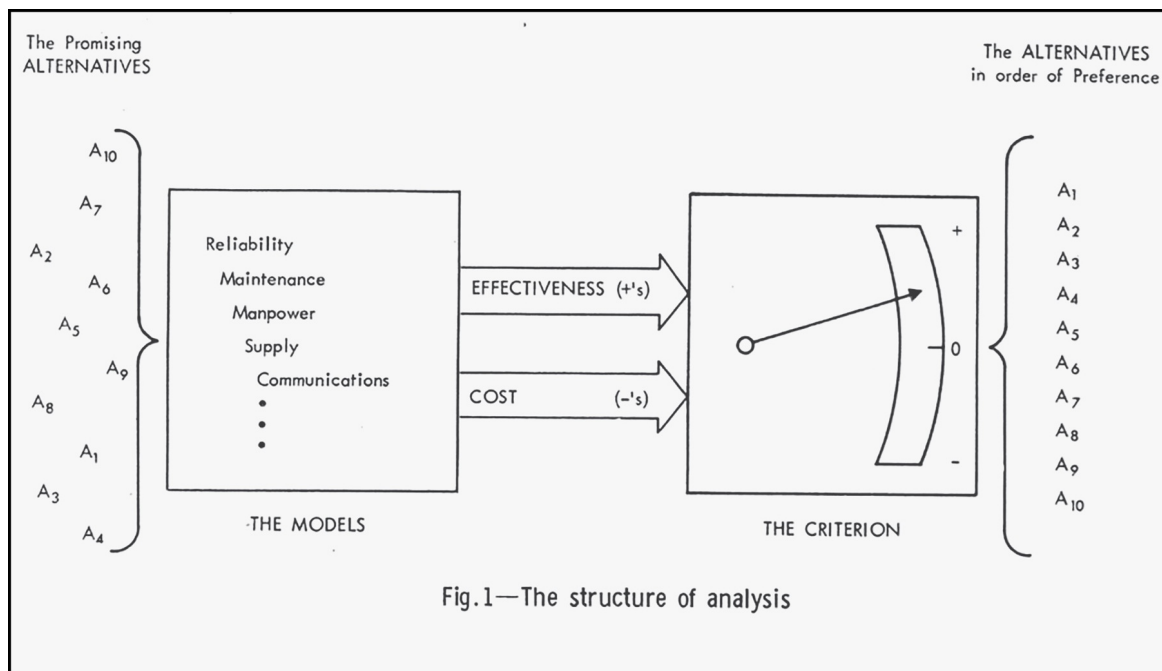 The Promising
ALTERNATIVES
A10
A7
A2
A6
A5
A9
A8
A1
A3
A4
Reliability
Maintenance
Manpower
Supply
Communications
•
•
•
THE MODELS
EFFECTIVENESS (+'s)
COST (-'s)
+
0
-
THE CRITERION
The ALTERNATIVES
in order of Preference
A1
A2
A3
A4
A5
A6
A7
A8
A9
A10
Fig.1—The structure of analysis